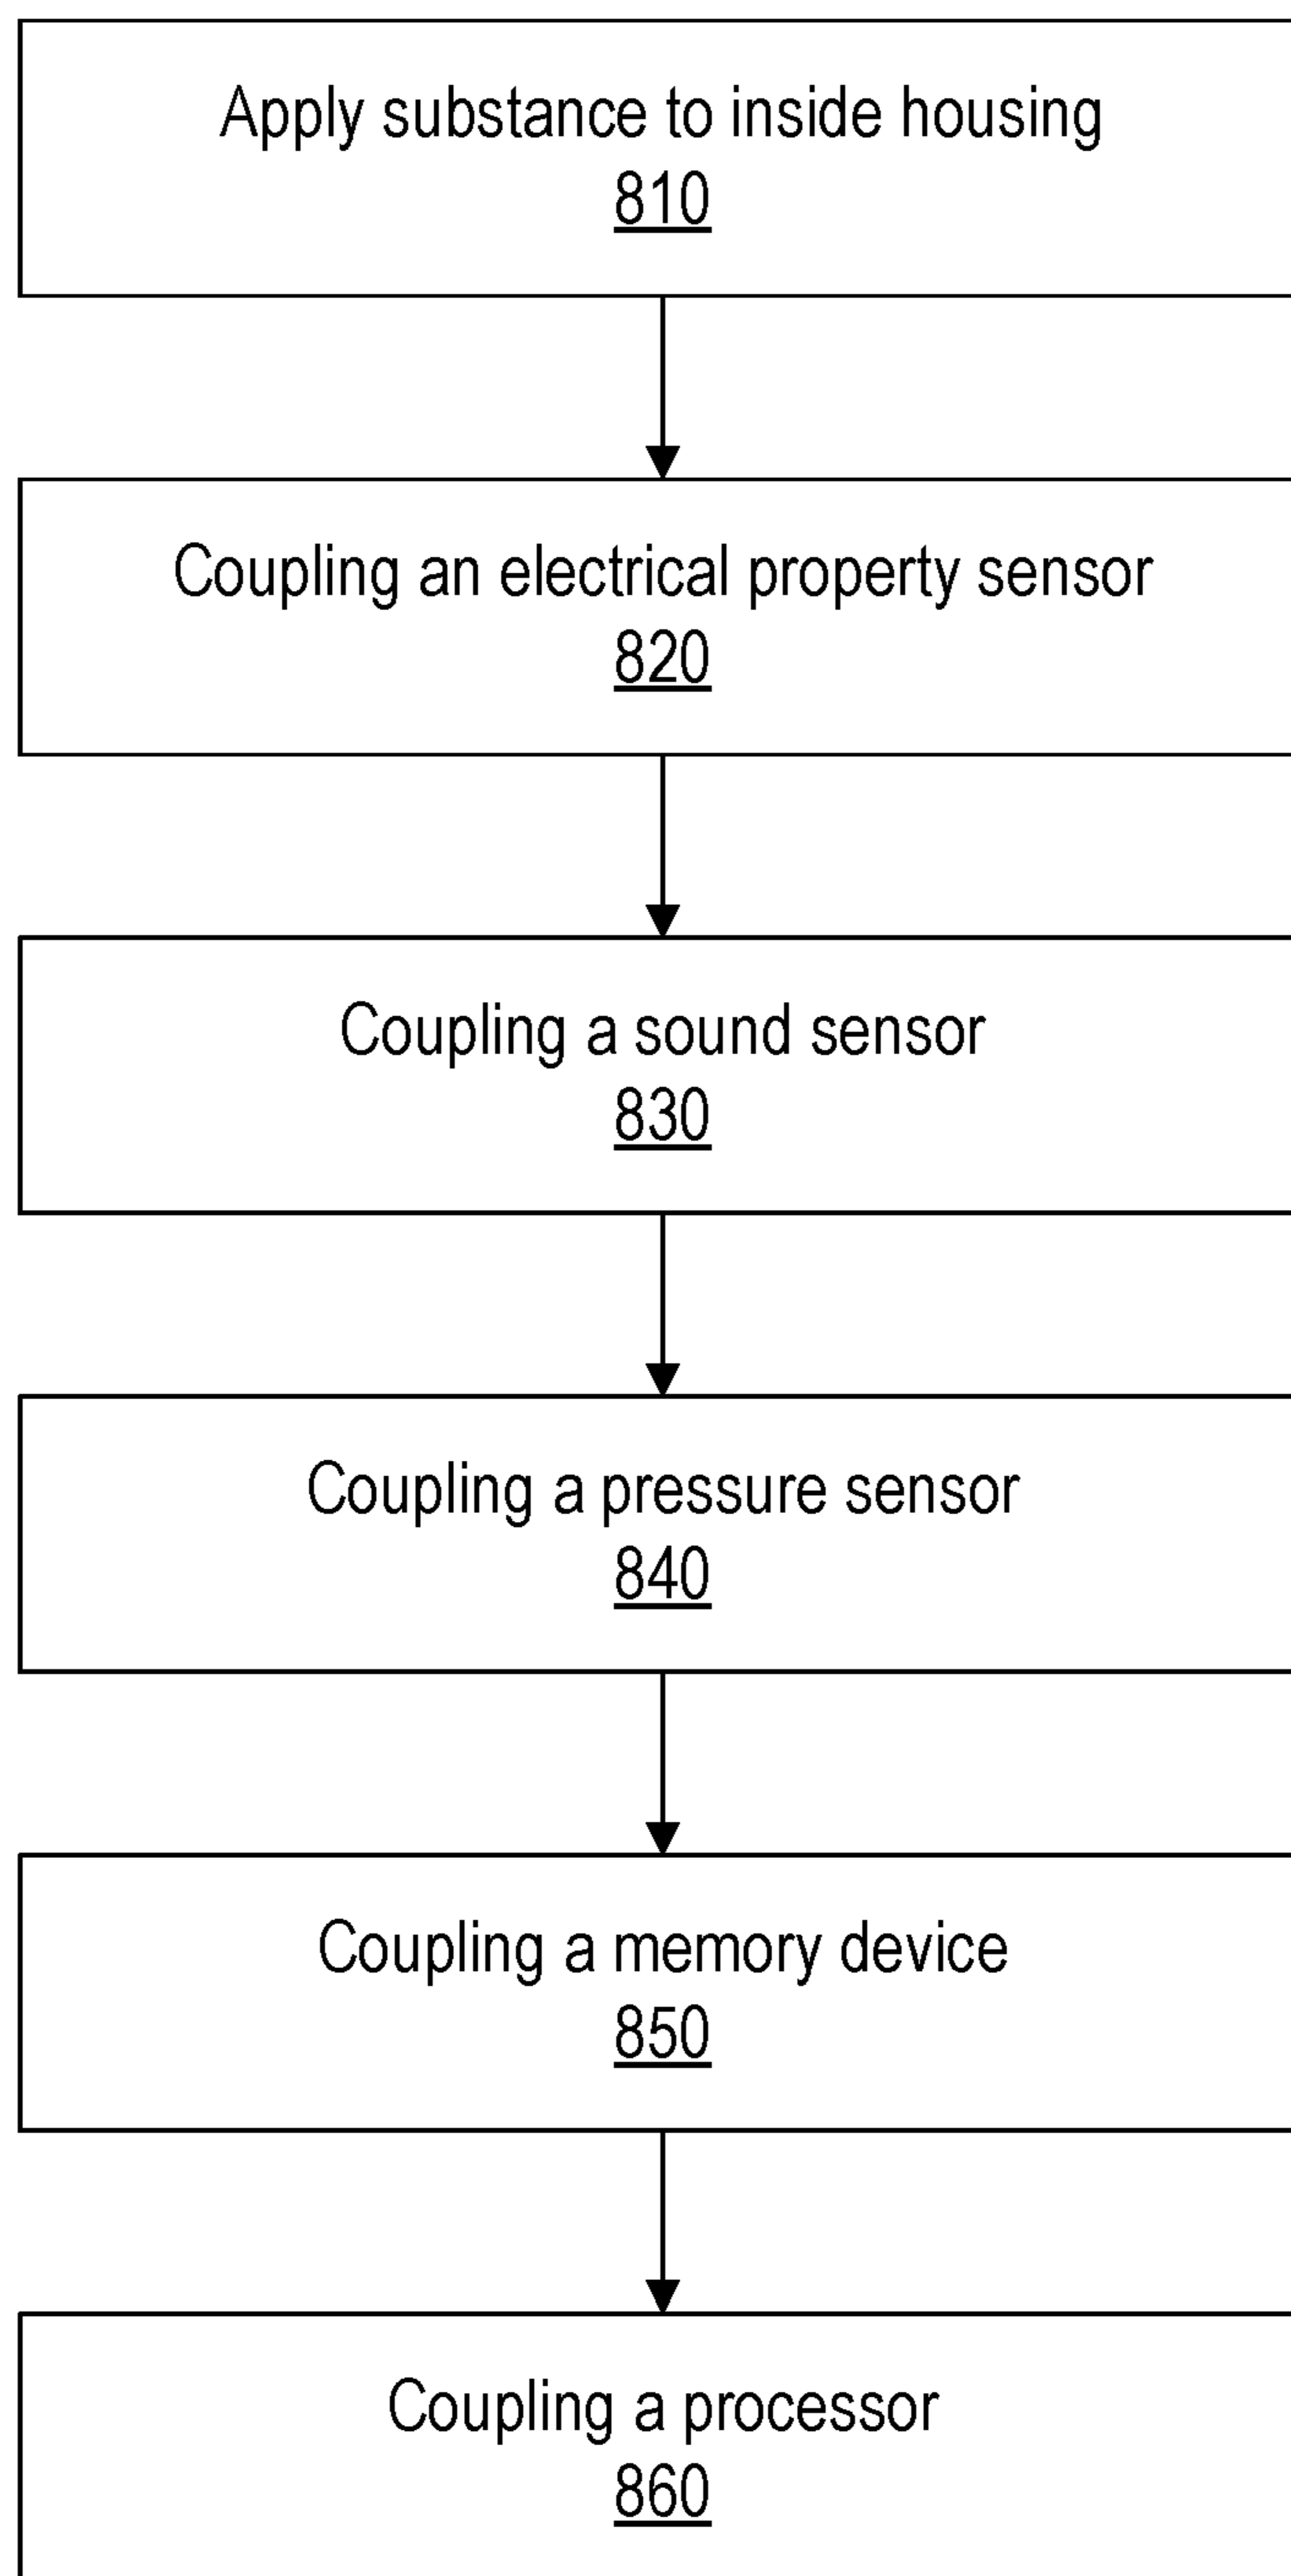 Apply substance to inside housing
810
Coupling an electrical property sensor
820
Coupling a sound sensor
830
Coupling a pressure sensor
840
Coupling a memory device
850
Coupling a processor
860